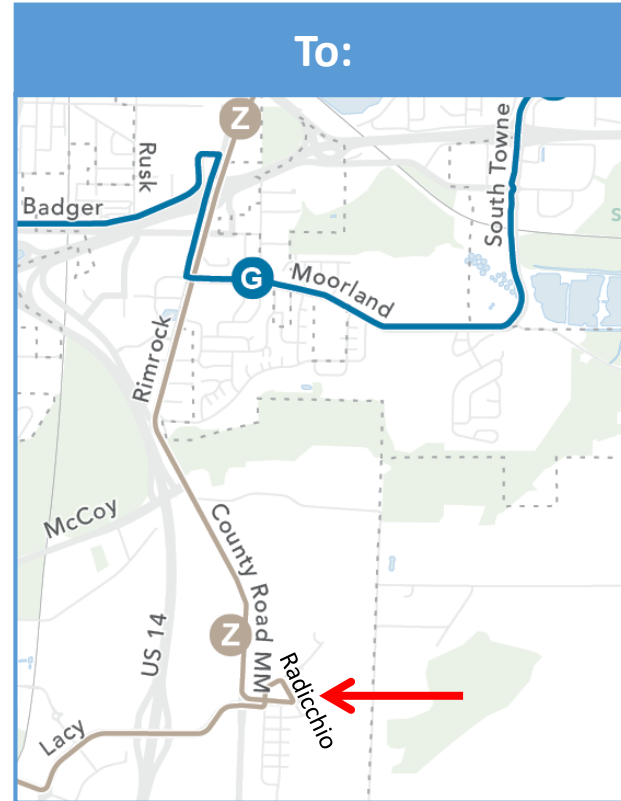 To:
Z
Rusk
South Towne
Badger
G
Moorland
S
Rimrock
McCoy
County Road MM
US 14
Z
Radicchio
Lacy